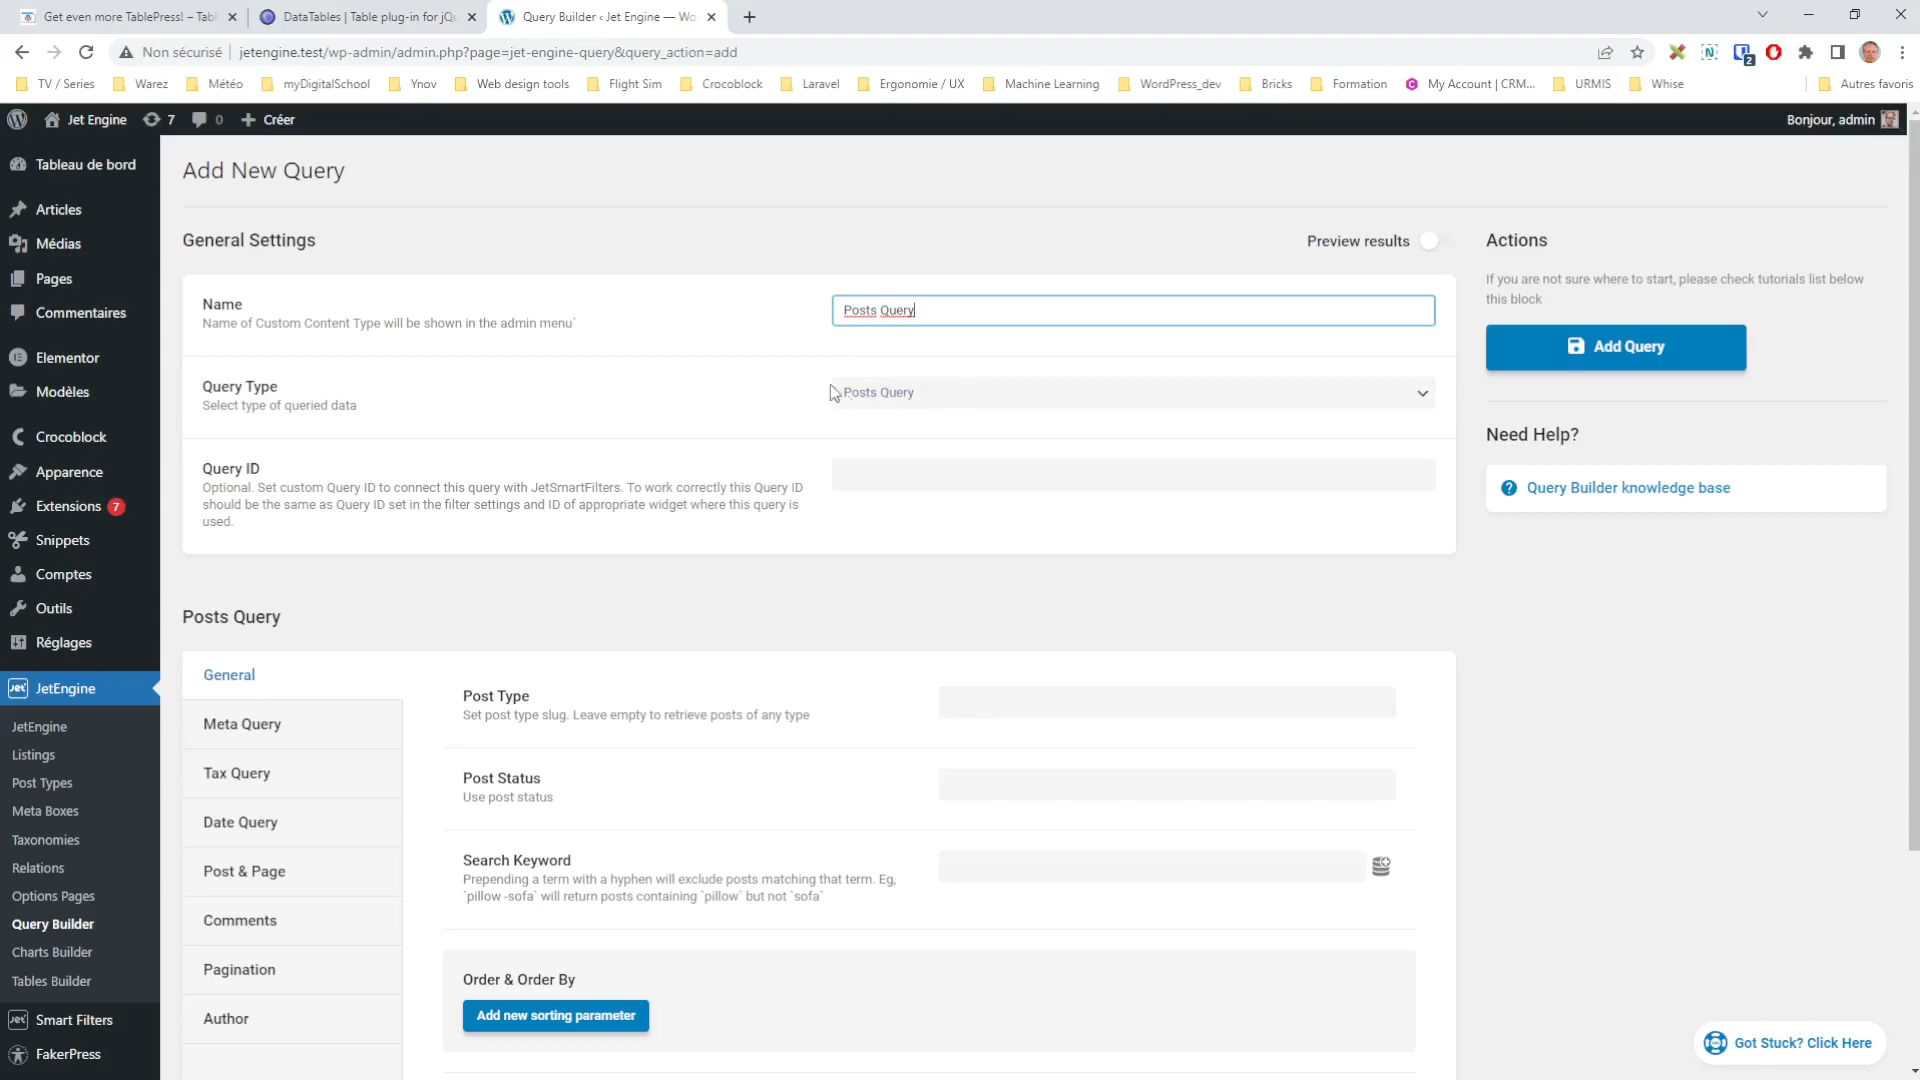 Get even more TablePress! – Tab
DataTables | Table plug-in for jQu
Query Builder ‹ Jet Engine — Wo
Non sécurisé
jetengine.test/wp-admin/admin.php?page=jet-engine-query&query_action=add
2
TV / Series
Warez
Météo
myDigitalSchool
Ynov
Web design tools
Flight Sim
Crocoblock
Laravel
Ergonomie / UX
Machine Learning
WordPress_dev
Bricks
Formation
My Account | CRM...
URMIS
Whise
Autres favoris
Jet Engine
7
0
Créer
Bonjour, admin
Tableau de bord
Articles
Médias
Pages
Commentaires
Elementor
Modèles
Crocoblock
Apparence
Extensions 7
Snippets
Comptes
Outils
Réglages
JetEngine
JetEngine
Listings
Post Types
Meta Boxes
Taxonomies
Relations
Options Pages
Query Builder
Charts Builder
Tables Builder
Smart Filters
FakerPress
Add New Query
General Settings
Preview results
Name
Name of Custom Content Type will be shown in the admin menu`
Posts Query
Query Type
Select type of queried data
Posts Query
Query ID
Optional. Set custom Query ID to connect this query with JetSmartFilters. To work correctly this Query ID
should be the same as Query ID set in the filter settings and ID of appropriate widget where this query is
used.
Posts Query
General
Meta Query
Tax Query
Date Query
Post & Page
Comments
Pagination
Author
Post Type
Set post type slug. Leave empty to retrieve posts of any type
Post Status
Use post status
Search Keyword
Prepending a term with a hyphen will exclude posts matching that term. Eg,
`pillow -sofa` will return posts containing `pillow` but not `sofa`
Order & Order By
Add new sorting parameter
Actions
If you are not sure where to start, please check tutorials list below
this block
Add Query
Need Help?
Query Builder knowledge base
Got Stuck? Click Here